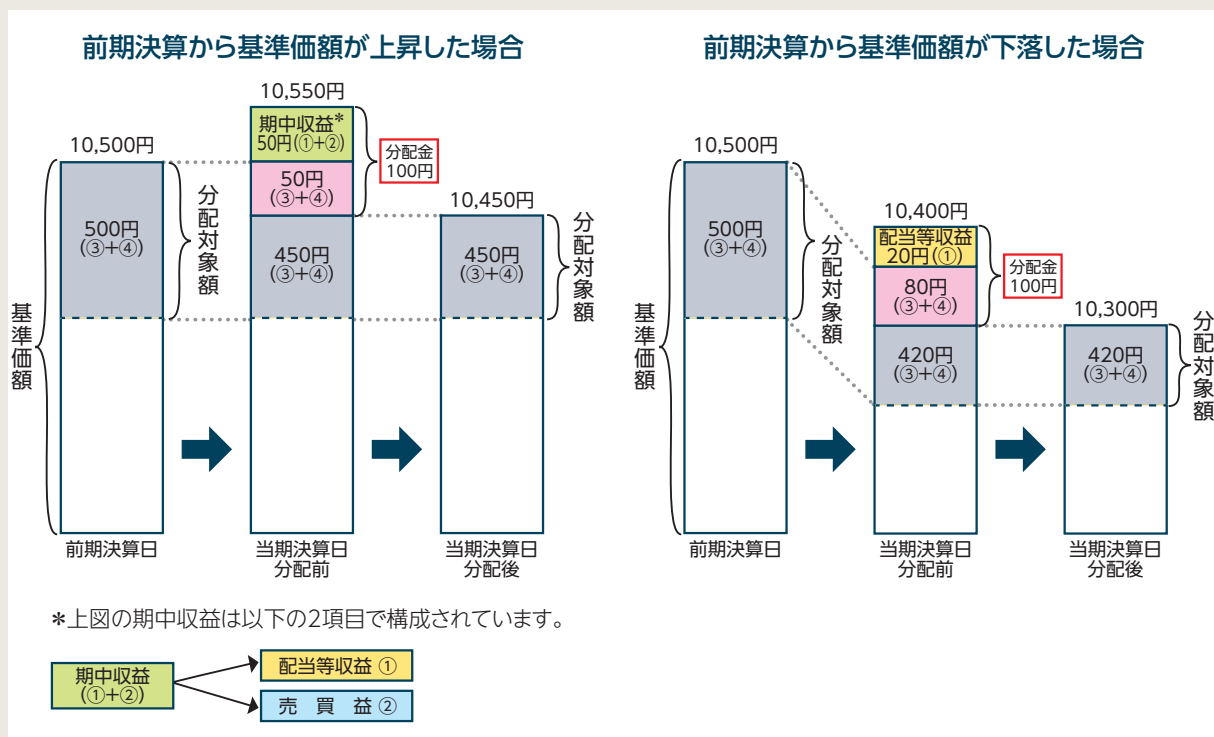 前期決算から基準価額が上昇した場合
10,500円
10,550円
期中収益*
50円(①+②)
分配金
100円
50円
(③+④)
10,450円
500円
(③+④)
分配対象額
450円
(③+④)
450円
(③+④)
分配対象額
基準価額
前期決算日
当期決算日
分配前
当期決算日
分配後
前期決算から基準価額が下落した場合
10,500円
10,400円
配当等収益
20円(①)
分配金
100円
500円
(③+④)
分配対象額
80円
(③+④)
10,300円
420円
(③+④)
420円
(③+④)
分配対象額
基準価額
前期決算日
当期決算日
分配前
当期決算日
分配後
*上図の期中収益は以下の2項目で構成されています。
期中収益
(①+②)
配当等収益 ①
売 買 益 ②